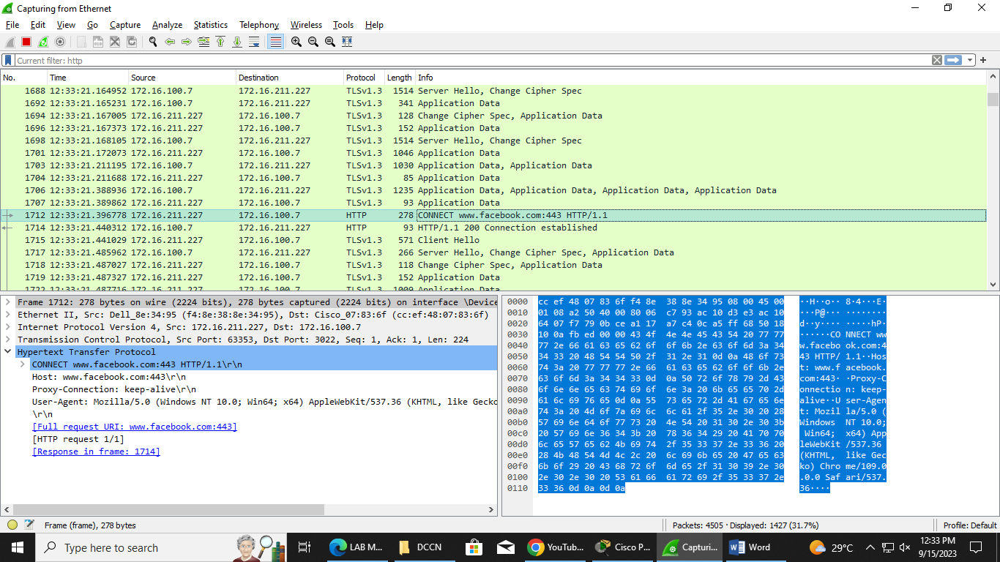 Capturing from Ethernet
File Edit View Go Capture Analyze Statistics Telephony Wireless Tools Help
Current filter: http
No. Time Source Destination Protocol Length Info
1688 12:33:21.164952 172.16.100.7 172.16.211.227 TLSv1.3 1514 Server Hello, Change Cipher Spec
1692 12:33:21.165231 172.16.100.7 172.16.211.227 TLSv1.3 341 Application Data
1694 12:33:21.167005 172.16.211.227 172.16.100.7 TLSv1.3 128 Change Cipher Spec, Application Data
1696 12:33:21.167373 172.16.211.227 172.16.100.7 TLSv1.3 152 Application Data
1698 12:33:21.168105 172.16.100.7 172.16.211.227 TLSv1.3 1514 Server Hello, Change Cipher Spec
1701 12:33:21.172073 172.16.211.227 172.16.100.7 TLSv1.3 1046 Application Data
1703 12:33:21.211195 172.16.100.7 172.16.211.227 TLSv1.3 1030 Application Data, Application Data
1704 12:33:21.211688 172.16.211.227 172.16.100.7 TLSv1.3 85 Application Data
1706 12:33:21.388936 172.16.100.7 172.16.211.227 TLSv1.3 1235 Application Data, Application Data, Application Data, Application Data
1707 12:33:21.389862 172.16.211.227 172.16.100.7 TLSv1.3 93 Application Data
1712 12:33:21.396778 172.16.211.227 172.16.100.7 HTTP 278 CONNECT www.facebook.com:443 HTTP/1.1
1714 12:33:21.440312 172.16.100.7 172.16.211.227 HTTP 93 HTTP/1.1 200 Connection established
1715 12:33:21.441029 172.16.211.227 172.16.100.7 TLSv1.3 571 Client Hello
1717 12:33:21.485962 172.16.100.7 172.16.211.227 TLSv1.3 266 Server Hello, Change Cipher Spec, Application Data
1718 12:33:21.487027 172.16.211.227 172.16.100.7 TLSv1.3 118 Change Cipher Spec, Application Data
1719 12:33:21.487327 172.16.211.227 172.16.100.7 TLSv1.3 152 Application Data
1722 12:33:21.487716 172.16.211.227 172.16.100.7 TLSv1.3 1009 Application Data
Frame 1712: 278 bytes on wire (2224 bits), 278 bytes captured (2224 bits) on interface \Device
Ethernet II, Src: Dell_8e:34:95 (f4:8e:38:8e:34:95), Dst: Cisco_07:83:6f (cc:ef:48:07:83:6f)
Internet Protocol Version 4, Src: 172.16.211.227, Dst: 172.16.100.7
Transmission Control Protocol, Src Port: 63353, Dst Port: 3022, Seq: 1, Ack: 1, Len: 224
Hypertext Transfer Protocol
CONNECT www.facebook.com:443 HTTP/1.1\r\n
Host: www.facebook.com:443\r\n
Proxy-Connection: keep-alive\r\n
User-Agent: Mozilla/5.0 (Windows NT 10.0; Win64; x64) AppleWebKit/537.36 (KHTML, like Gecko
\r\n
[Full request URI: www.facebook.com:443]
[HTTP request 1/1]
[Response in frame: 1714]
0000 cc ef 48 07 83 6f f4 8e 38 8e 34 95 08 00 45 00 ··H··o·· 8·4···E·
0010 01 08 a2 50 40 00 80 06 c7 93 ac 10 d3 e3 ac 10 ···P@··· ········
0020 64 07 f7 79 0b ce a1 17 a7 c4 0c a5 ff 68 50 18 d··y···· ·····hP·
0030 10 0a fb ed 00 00 43 4f 4e 4e 45 43 54 20 77 77 ······CO NNECT ww
0040 77 2e 66 61 63 65 62 6f 6f 6b 2e 63 6f 6d 3a 34 w.facebo ok.com:4
0050 34 33 20 48 54 54 50 2f 31 2e 31 0d 0a 48 6f 73 43 HTTP/ 1.1··Hos
0060 74 3a 20 77 77 77 2e 66 61 63 65 62 6f 6f 6b 2e t: www.f acebook.
0070 63 6f 6d 3a 34 34 33 0d 0a 50 72 6f 78 79 2d 43 com:443· ·Proxy-C
0080 6f 6e 6e 65 63 74 69 6f 6e 3a 20 6b 65 65 70 2d onnectio n: keep-
0090 61 6c 69 76 65 0d 0a 55 73 65 72 2d 41 67 65 6e alive··U ser-Agen
00a0 74 3a 20 4d 6f 7a 69 6c 6c 61 2f 35 2e 30 20 28 t: Mozil la/5.0 (
00b0 57 69 6e 64 6f 77 73 20 4e 54 20 31 30 2e 30 3b Windows NT 10.0;
00c0 20 57 69 6e 36 34 3b 20 78 36 34 29 20 41 70 70 Win64; x64) App
00d0 6c 65 57 65 62 4b 69 74 2f 35 33 37 2e 33 36 20 leWebKit /537.36
00e0 28 4b 48 54 4d 4c 2c 20 6c 69 6b 65 20 47 65 63 (KHTML, like Gec
00f0 6b 6f 29 20 43 68 72 6f 6d 65 2f 31 30 39 2e 30 ko) Chro me/109.0
0100 2e 30 2e 30 20 53 61 66 61 72 69 2f 35 33 37 2e .0.0 Saf ari/537.
0110 33 36 0d 0a 0d 0a 36····
Frame (frame), 278 bytes Packets: 4505 · Displayed: 1427 (31.7%) Profile: Default
Type here to search LAB M... DCCN YouTub... Cisco P... Capturi... Word 29°C 12:33 PM
9/15/2023